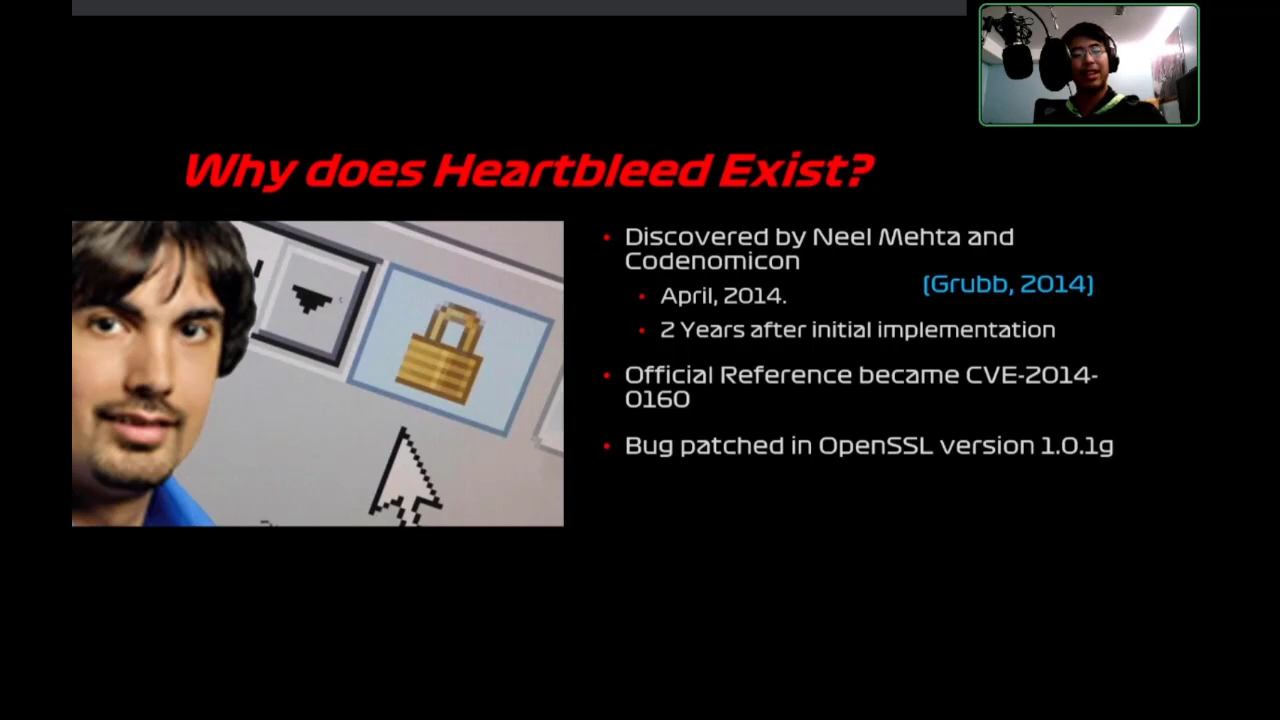 Why does Heartbleed Exist?
• Discovered by Neel Mehta and
Codenomicon
(Grubb, 2014)
• April, 2014.
• 2 Years after initial implementation
• Official Reference became CVE-2014-
0160
• Bug patched in OpenSSL version 1.0.1g